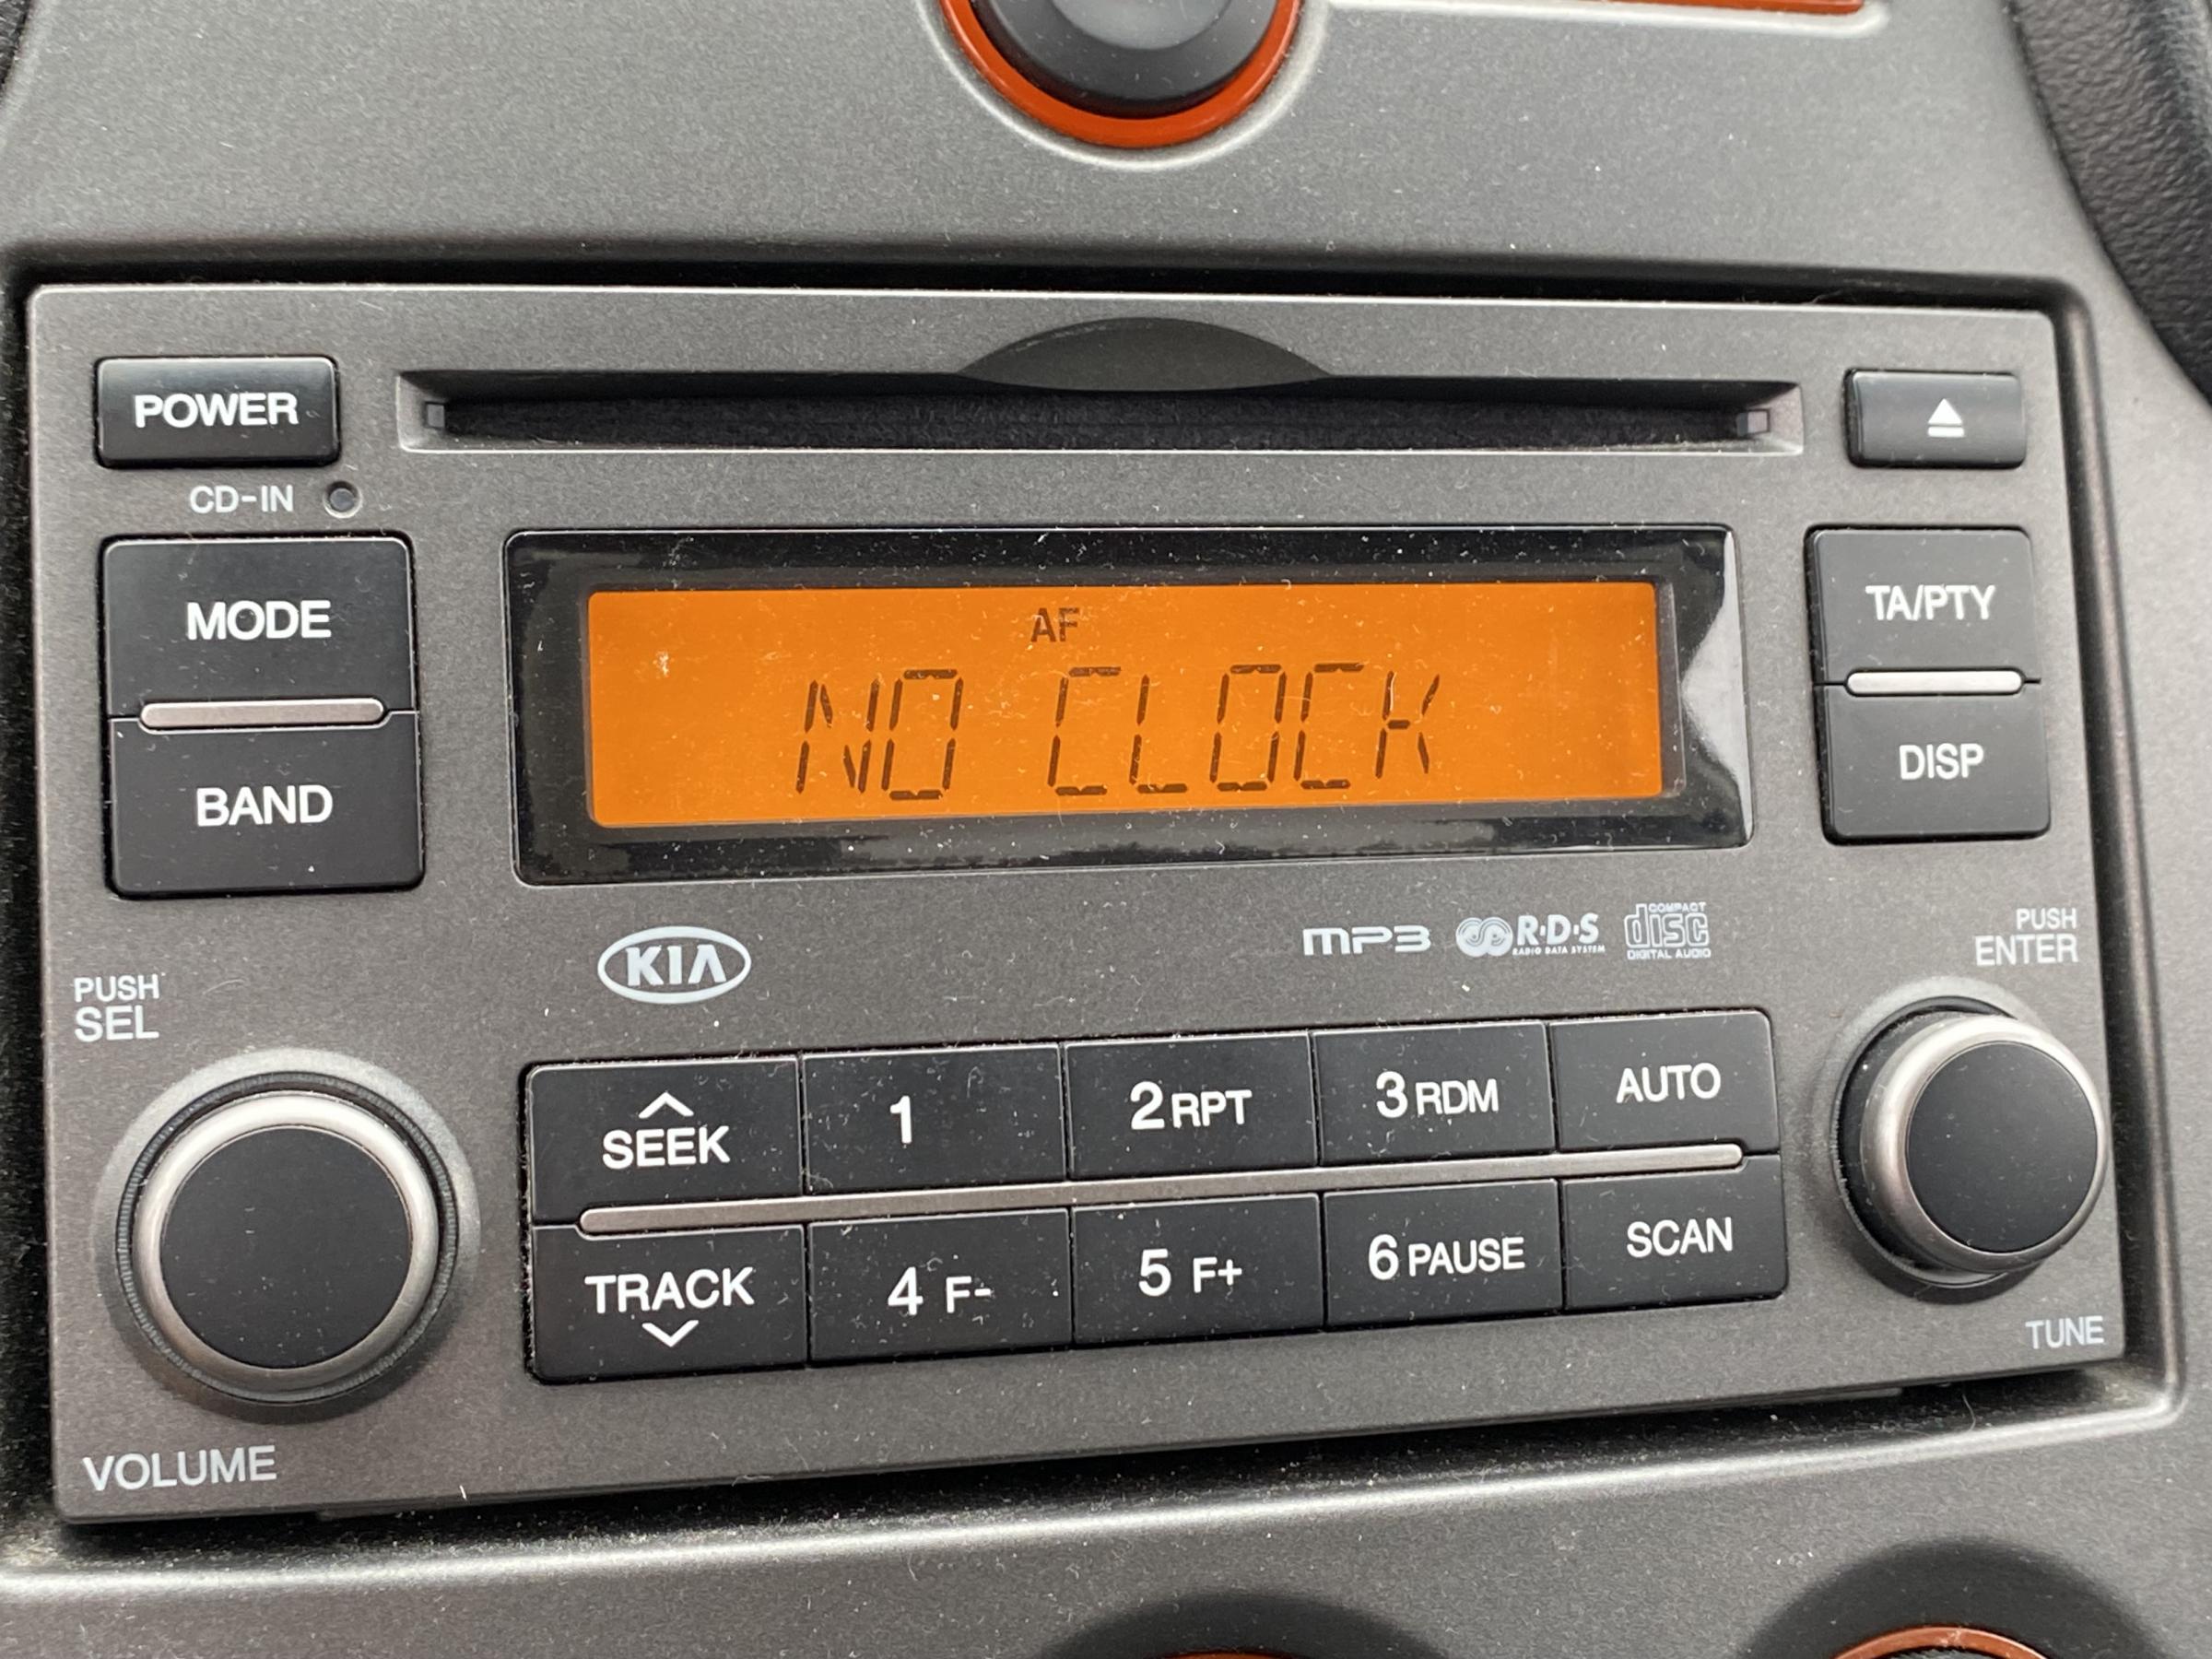 POWER
CD-IN
MODE
BAND
AF
NO CLOCK
TA/PTY
DISP
KIA
MP3
R·D·S
RADIO DATA SYSTEM
COMPACT
disc
DIGITAL AUDIO
PUSH
SEL
PUSH
ENTER
SEEK
1
2 RPT
3 RDM
AUTO
TRACK
4 F-
5 F+
6 PAUSE
SCAN
VOLUME
TUNE